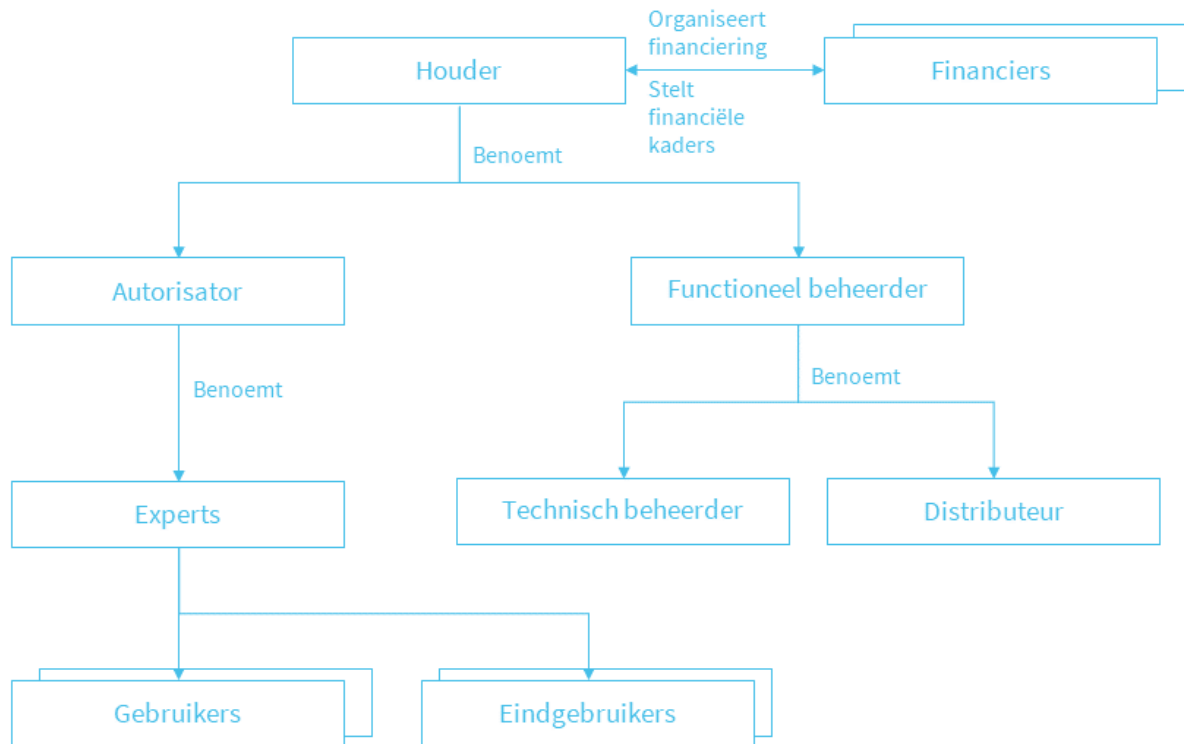 Organiseert
financiering
Houder
Financiers
Stelt
financiële
kaders
Benoemt
Autorisator
Functioneel beheerder
Benoemt
Benoemt
Experts
Technisch beheerder
Distributeur
Gebruikers
Eindgebruikers